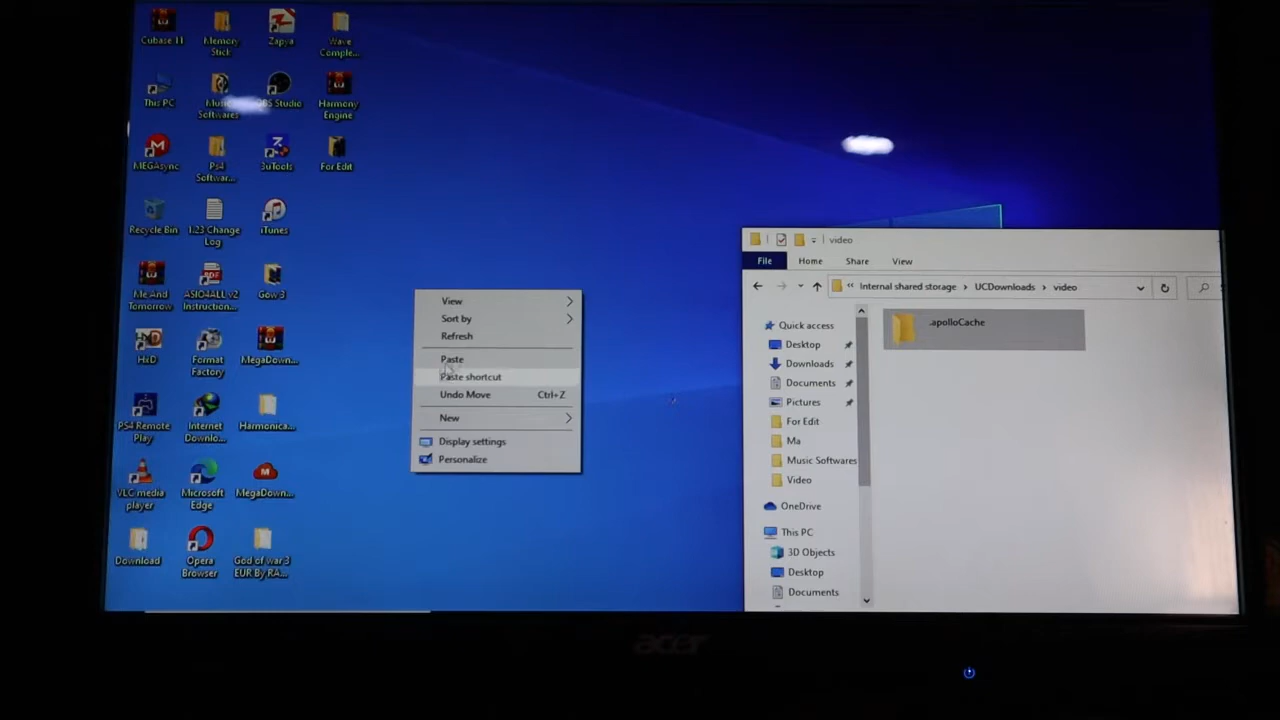 Cubase 11
Memory
Stick
Zapya
Wave
Comple...
This PC
Music
Softwares
OBS Studio
Harmony
Engine
MEGAsync
Ps4
Softwar...
3uTools
For Edit
Recycle Bin
1.23 Change
Log
iTunes
Me And
Tomorrow
ASIO4ALL v2
Instruction...
Gow 3
HxD
Format
Factory
MegaDown...
PS4 Remote
Play
Internet
Downlo...
Harmonica...
VLC media
player
Microsoft
Edge
MegaDown...
Download
Opera
Browser
God of war 3
EUR By RA...
View
Sort by
Refresh
Paste
Paste shortcut
Undo Move Ctrl+Z
New
Display settings
Personalize
video
File Home Share View
« Internal shared storage › UCDownloads › video
Quick access
Desktop
Downloads
Documents
Pictures
For Edit
Ma
Music Softwares
Video
OneDrive
This PC
3D Objects
Desktop
Documents
.apolloCache
acer